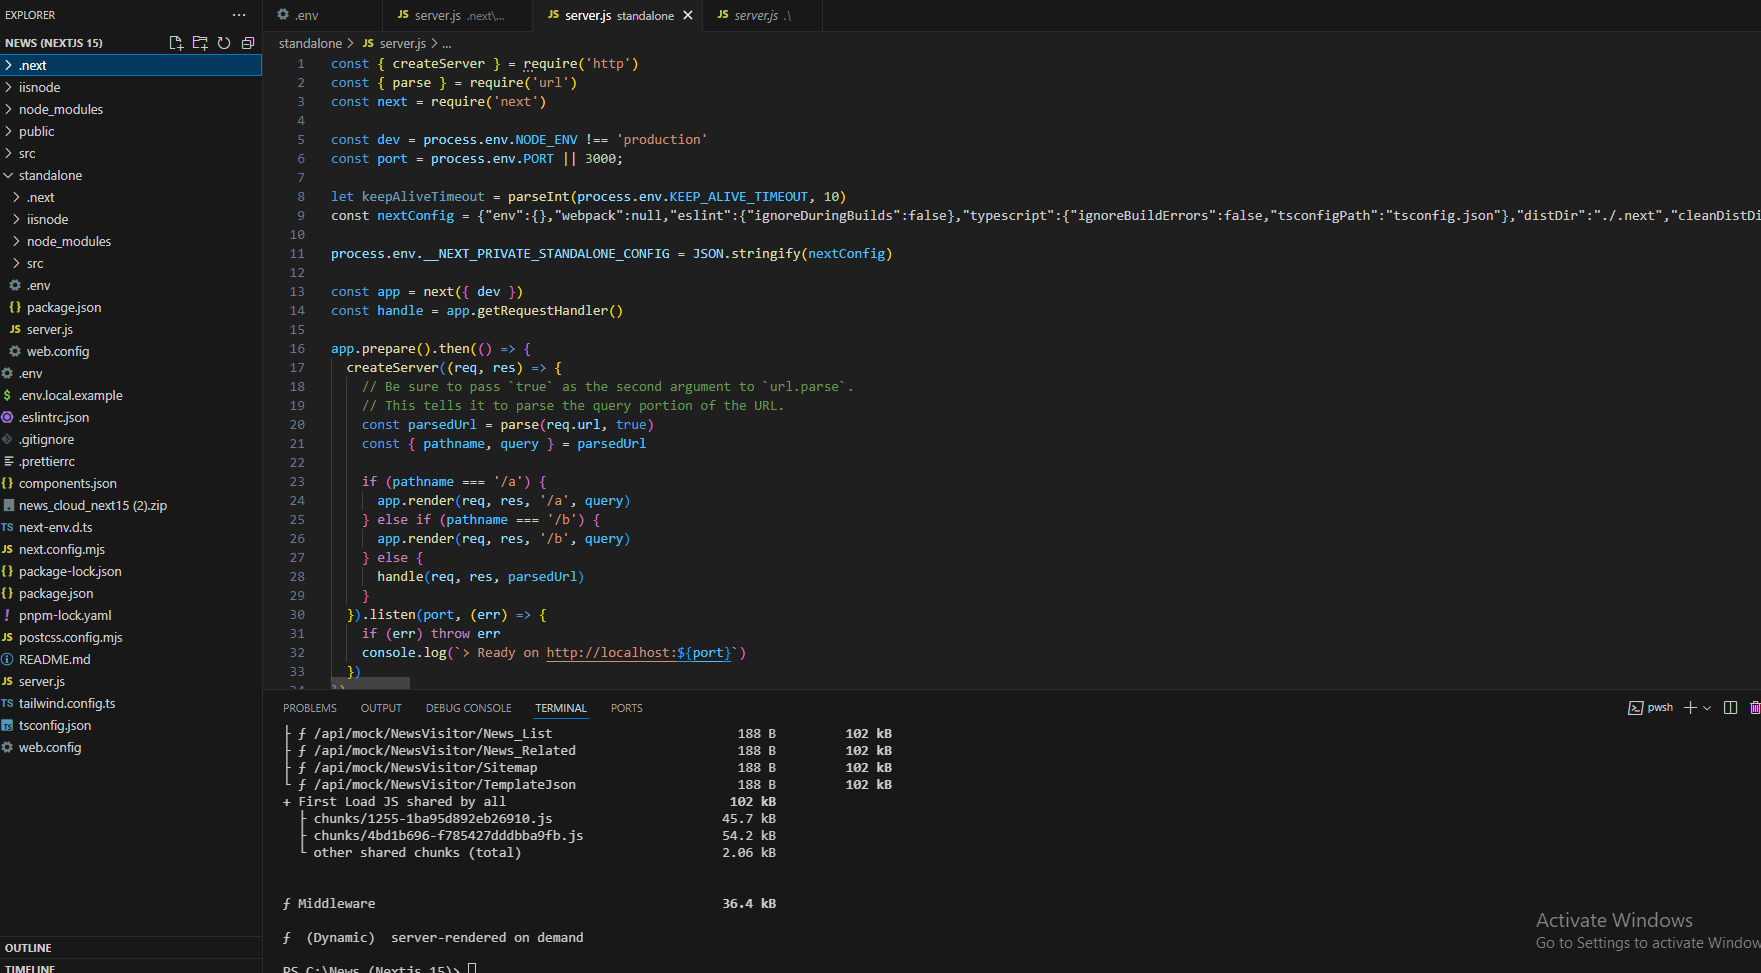 EXPLORER
NEWS (NEXTJS 15)
.next
iisnode
node_modules
public
src
standalone
.next
iisnode
node_modules
src
.env
package.json
server.js
web.config
.env
.env.local.example
.eslintrc.json
.gitignore
.prettierrc
components.json
news_cloud_next15 (2).zip
next-env.d.ts
next.config.mjs
package-lock.json
package.json
pnpm-lock.yaml
postcss.config.mjs
README.md
server.js
tailwind.config.ts
tsconfig.json
web.config
OUTLINE
TIMELINE
.env
JS server.js .next\...
JS server.js standalone
JS server.js .\
standalone > JS server.js > ...
1 const { createServer } = require('http')
2 const { parse } = require('url')
3 const next = require('next')
4
5 const dev = process.env.NODE_ENV !== 'production'
6 const port = process.env.PORT || 3000;
7
8 let keepAliveTimeout = parseInt(process.env.KEEP_ALIVE_TIMEOUT, 10)
9 const nextConfig = {"env":{},"webpack":null,"eslint":{"ignoreDuringBuilds":false},"typescript":{"ignoreBuildErrors":false,"tsconfigPath":"tsconfig.json"},"distDir":"./.next","cleanDistDi
10
11 process.env.__NEXT_PRIVATE_STANDALONE_CONFIG = JSON.stringify(nextConfig)
12
13 const app = next({ dev })
14 const handle = app.getRequestHandler()
15
16 app.prepare().then(() => {
17 createServer((req, res) => {
18 // Be sure to pass `true` as the second argument to `url.parse`.
19 // This tells it to parse the query portion of the URL.
20 const parsedUrl = parse(req.url, true)
21 const { pathname, query } = parsedUrl
22
23 if (pathname === '/a') {
24 app.render(req, res, '/a', query)
25 } else if (pathname === '/b') {
26 app.render(req, res, '/b', query)
27 } else {
28 handle(req, res, parsedUrl)
29 }
30 }).listen(port, (err) => {
31 if (err) throw err
32 console.log(`> Ready on http://localhost:${port}`)
33 })
34 })
PROBLEMS OUTPUT DEBUG CONSOLE TERMINAL PORTS
pwsh
├ ƒ /api/mock/NewsVisitor/News_List 188 B 102 kB
├ ƒ /api/mock/NewsVisitor/News_Related 188 B 102 kB
├ ƒ /api/mock/NewsVisitor/Sitemap 188 B 102 kB
└ ƒ /api/mock/NewsVisitor/TemplateJson 188 B 102 kB
+ First Load JS shared by all 102 kB
├ chunks/1255-1ba95d892eb26910.js 45.7 kB
├ chunks/4bd1b696-f785427dddbba9fb.js 54.2 kB
└ other shared chunks (total) 2.06 kB
ƒ Middleware 36.4 kB
ƒ (Dynamic) server-rendered on demand
PS C:\News (Nextjs 15)>
Activate Windows
Go to Settings to activate Window